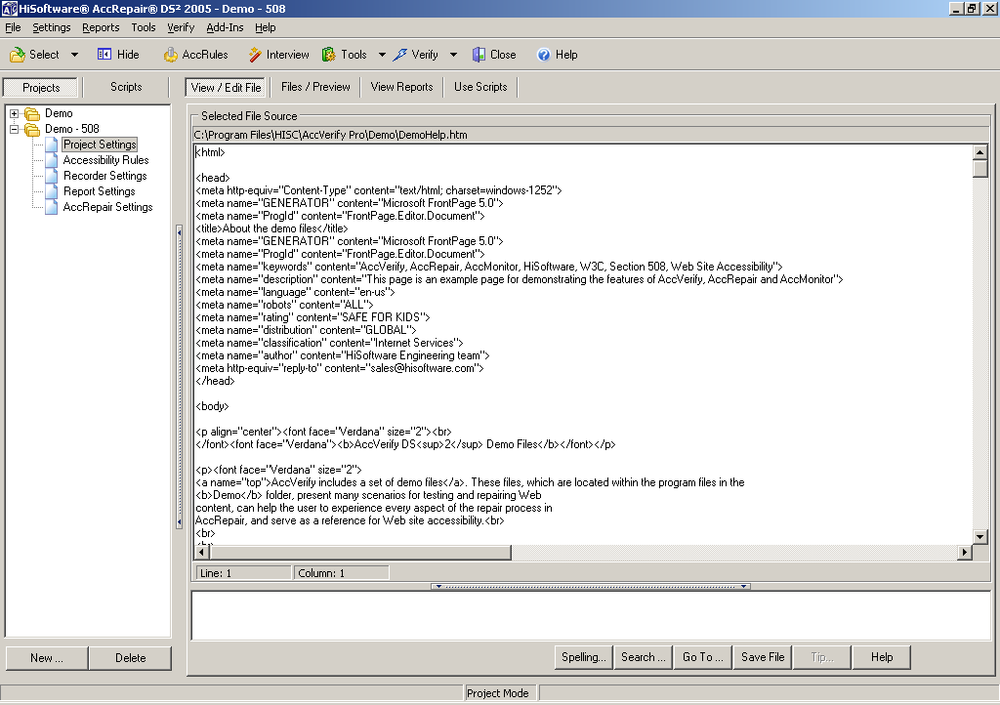 HiSoftware® AccRepair® DS² 2005 - Demo - 508
File Settings Reports Tools Verify Add-Ins Help
Select Hide AccRules Interview Tools Verify Close Help
Projects Scripts View / Edit File Files / Preview View Reports Use Scripts
Demo
Demo - 508
Project Settings
Accessibility Rules
Recorder Settings
Report Settings
AccRepair Settings
Selected File Source
C:\Program Files\HISC\AccVerify Pro\Demo\DemoHelp.htm
<html>
<head>
<meta http-equiv="Content-Type" content="text/html; charset=windows-1252">
<meta name="GENERATOR" content="Microsoft FrontPage 5.0">
<meta name="ProgId" content="FrontPage.Editor.Document">
<title>About the demo files</title>
<meta name="GENERATOR" content="Microsoft FrontPage 5.0">
<meta name="ProgId" content="FrontPage.Editor.Document">
<meta name="keywords" content="AccVerify, AccRepair, AccMonitor, HiSoftware, W3C, Section 508, Web Site Accessibility">
<meta name="description" content="This page is an example page for demonstrating the features of AccVerify, AccRepair and AccMonitor">
<meta name="language" content="en-us">
<meta name="robots" content="ALL">
<meta name="rating" content="SAFE FOR KIDS">
<meta name="distribution" content="GLOBAL">
<meta name="classification" content="Internet Services">
<meta name="author" content="HiSoftware Engineering team">
<meta http-equiv="reply-to" content="sales@hisoftware.com">
</head>
<body>
<p align="center"><font face="Verdana" size="2"><br>
</font><font face="Verdana"><b>AccVerify DS<sup>2</sup> Demo Files</b></font></p>
<p><font face="Verdana" size="2">
<a name="top">AccVerify includes a set of demo files</a>. These files, which are located within the program files in the
<b>Demo</b> folder, present many scenarios for testing and repairing Web
content, can help the user to experience every aspect of the repair process in
AccRepair, and serve as a reference for Web site accessibility.<br>
<br>
<br>
Line: 1 Column: 1
New ... Delete
Spelling... Search ... Go To ... Save File Tip... Help
Project Mode